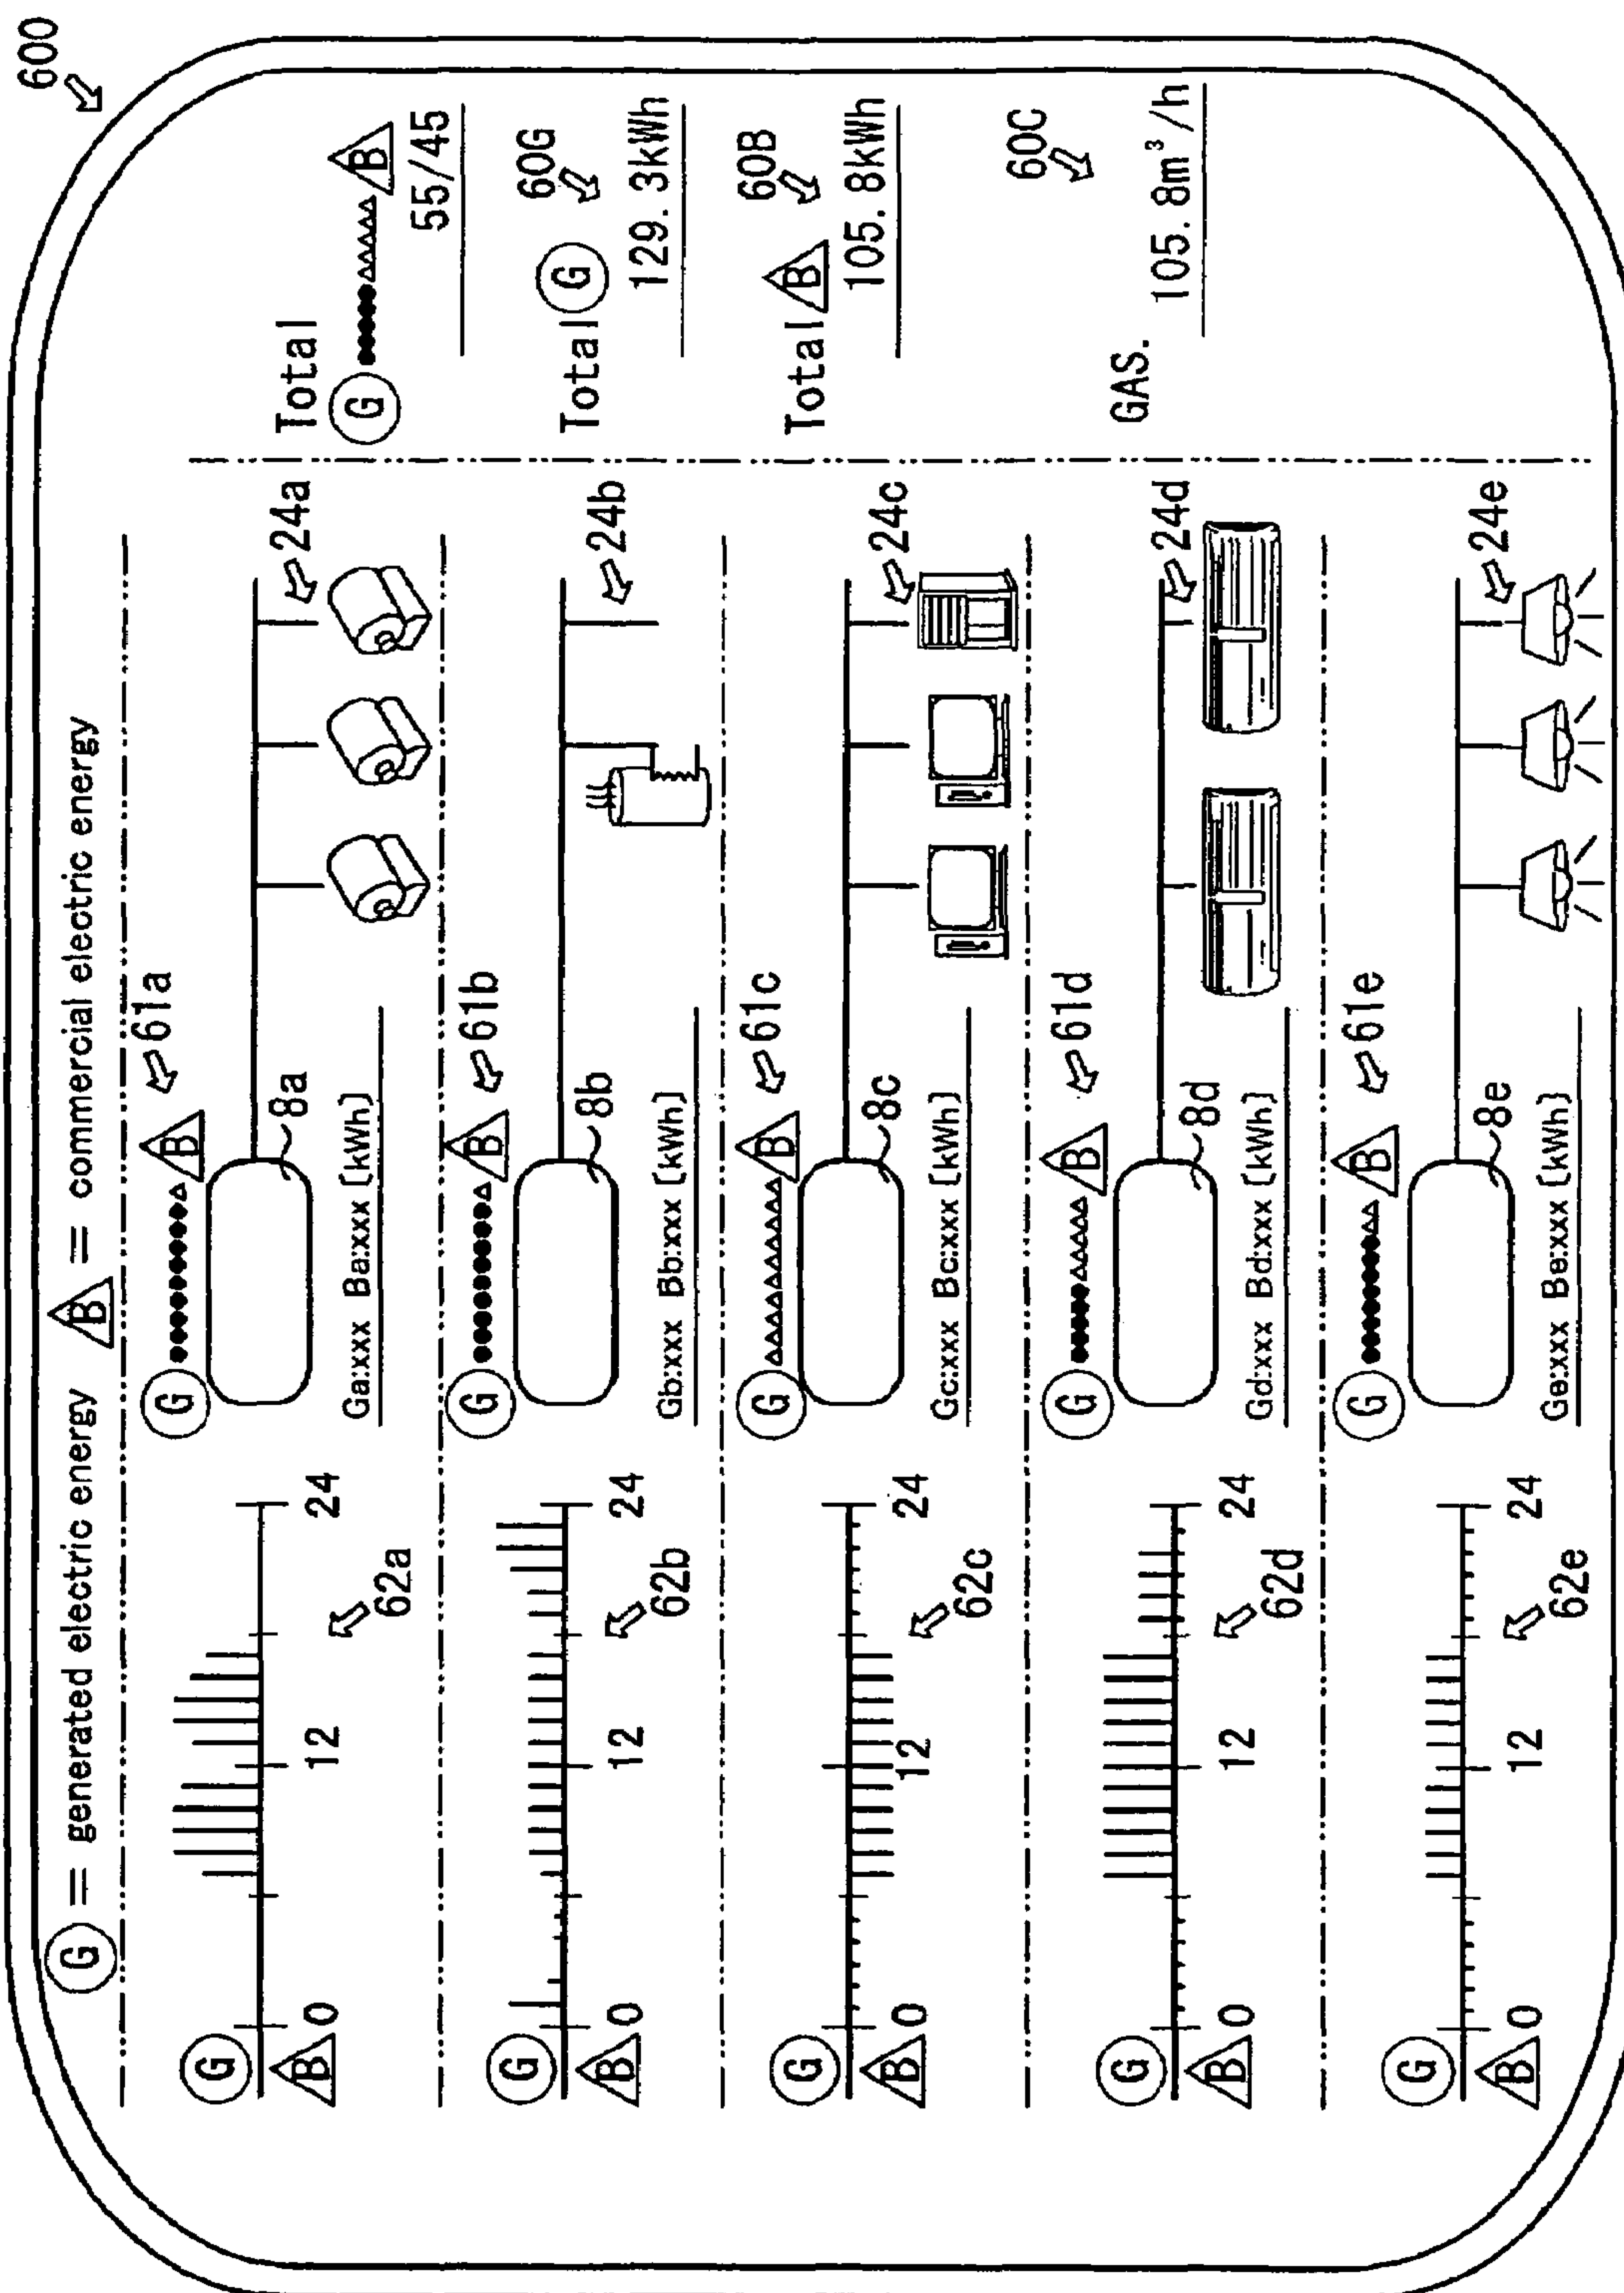 600
G = generated electric energy B = commercial electric energy
G B 61a
G B 0 12 24
62a
8a
Ga:xxx Ba:xxx [kWh]
24a
G B 61b
G B 0 12 24
62b
8b
Gb:xxx Bb:xxx [kWh]
24b
G B 61c
G B 0 12 24
62c
8c
Gc:xxx Bc:xxx [kWh]
24c
G B 61d
G B 0 12 24
62d
8d
Gd:xxx Bd:xxx [kWh]
24d
G B 61e
G B 0 12 24
62e
8e
Ge:xxx Be:xxx [kWh]
24e
Total
G B
55/45
Total G 60G
129.3kWh
Total B 60B
105.8kWh
60C
GAS.
105.8m³/h